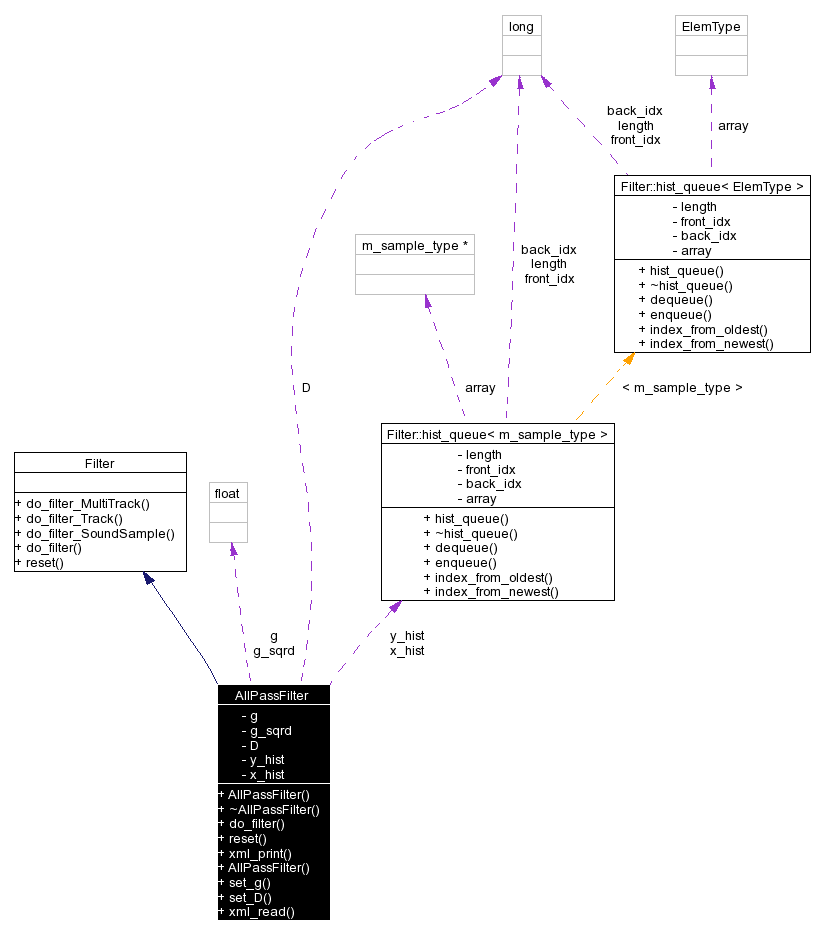 long
ElemType
back_idx
length
front_idx
array
Filter::hist_queue< ElemType >
- length
- front_idx
- back_idx
- array
+ hist_queue()
+ ~hist_queue()
+ dequeue()
+ enqueue()
+ index_from_oldest()
+ index_from_newest()
m_sample_type *
back_idx
length
front_idx
D
array
< m_sample_type >
Filter::hist_queue< m_sample_type >
- length
- front_idx
- back_idx
- array
+ hist_queue()
+ ~hist_queue()
+ dequeue()
+ enqueue()
+ index_from_oldest()
+ index_from_newest()
Filter
+ do_filter_MultiTrack()
+ do_filter_Track()
+ do_filter_SoundSample()
+ do_filter()
+ reset()
float
g
g_sqrd
y_hist
x_hist
AllPassFilter
- g
- g_sqrd
- D
- y_hist
- x_hist
+ AllPassFilter()
+ ~AllPassFilter()
+ do_filter()
+ reset()
+ xml_print()
+ AllPassFilter()
+ set_g()
+ set_D()
+ xml_read()